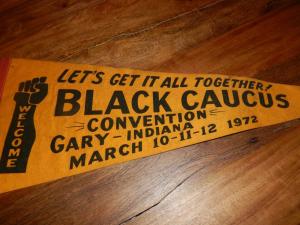 WELCOME
LET'S GET IT ALL TOGETHER!
BLACK CAUCUS
CONVENTION
GARY - INDIANA
MARCH 10-11-12 1972